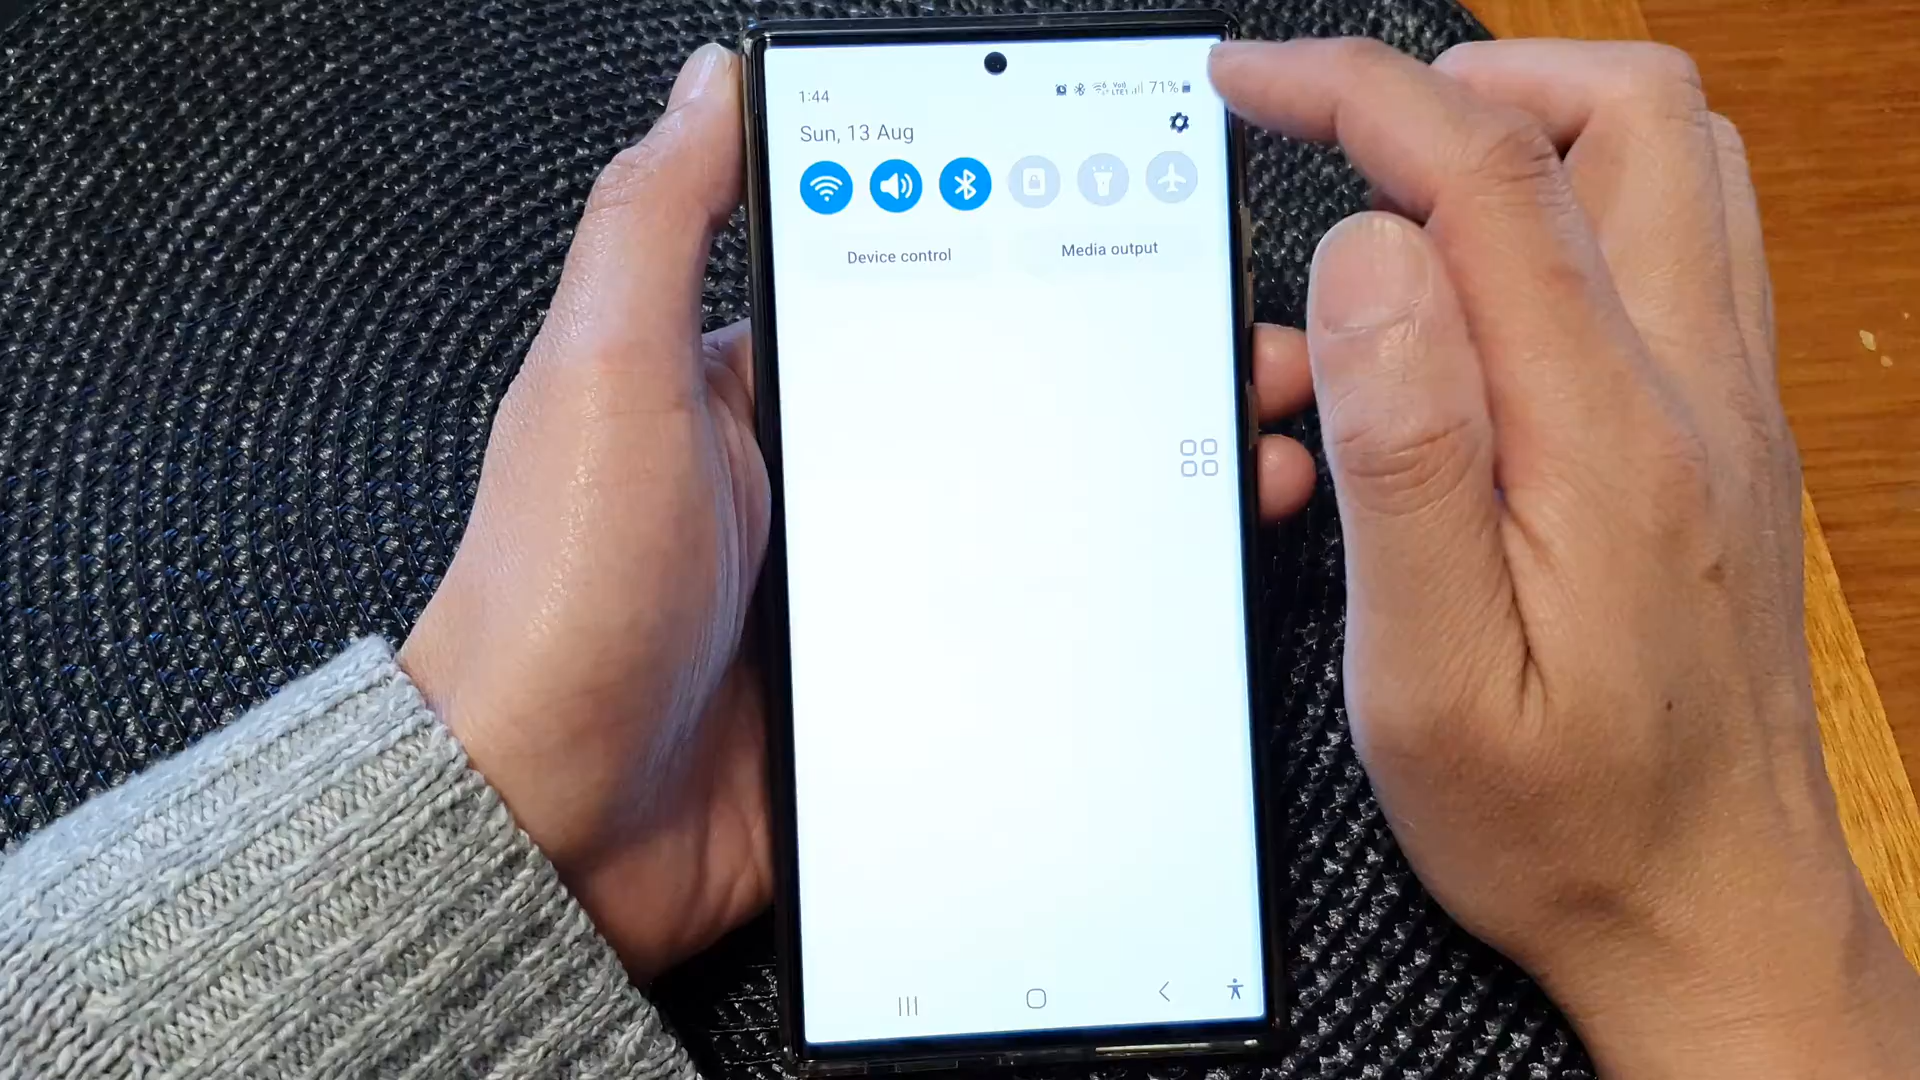 1:44
71%
Sun, 13 Aug
Device control
Media output